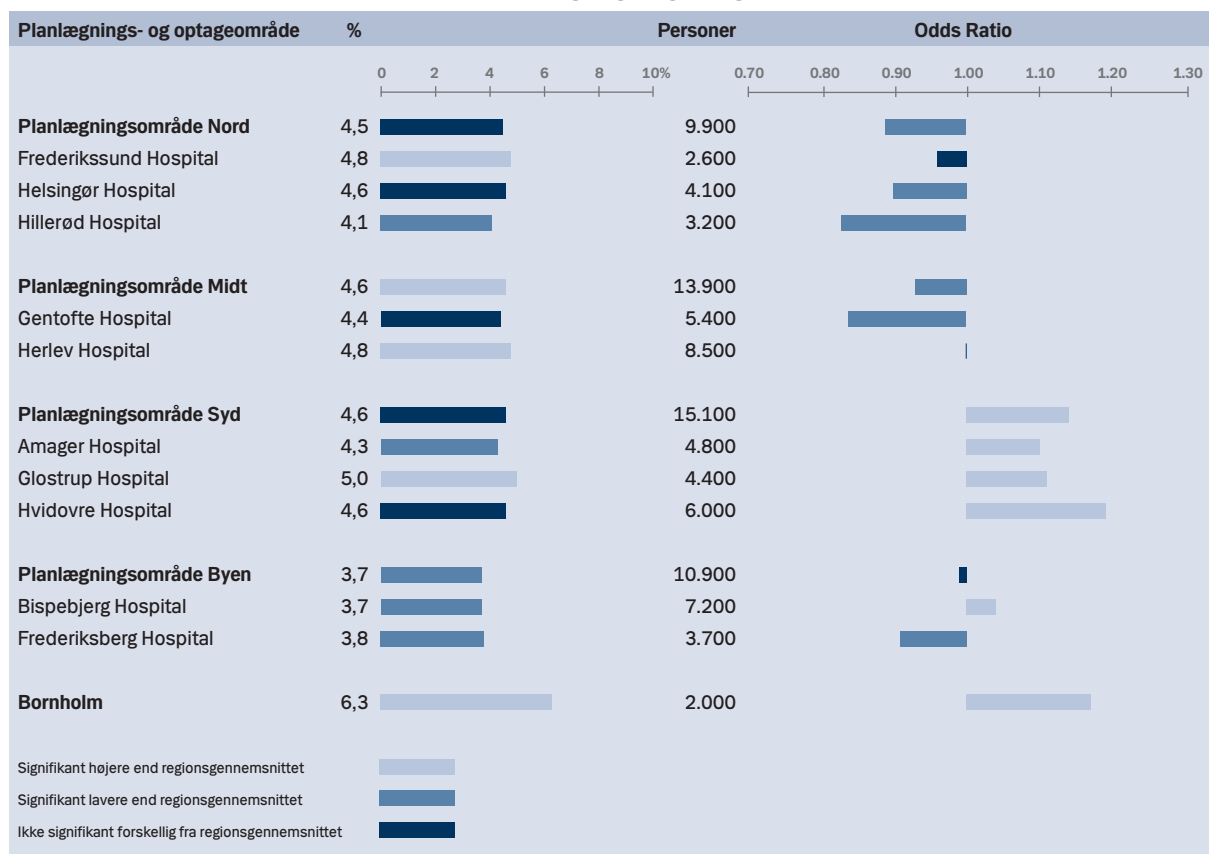 Planlægnings- og optageområde % Personer Odds Ratio
0 2 4 6 8 10% 0.70 0.80 0.90 1.00 1.10 1.20 1.30
Planlægningsområde Nord 4,5 9.900
Frederikssund Hospital 4,8 2.600
Helsingør Hospital 4,6 4.100
Hillerød Hospital 4,1 3.200
Planlægningsområde Midt 4,6 13.900
Gentofte Hospital 4,4 5.400
Herlev Hospital 4,8 8.500
Planlægningsområde Syd 4,6 15.100
Amager Hospital 4,3 4.800
Glostrup Hospital 5,0 4.400
Hvidovre Hospital 4,6 6.000
Planlægningsområde Byen 3,7 10.900
Bispebjerg Hospital 3,7 7.200
Frederiksberg Hospital 3,8 3.700
Bornholm 6,3 2.000
Signifikant højere end regionsgennemsnittet
Signifikant lavere end regionsgennemsnittet
Ikke signifikant forskellig fra regionsgennemsnittet